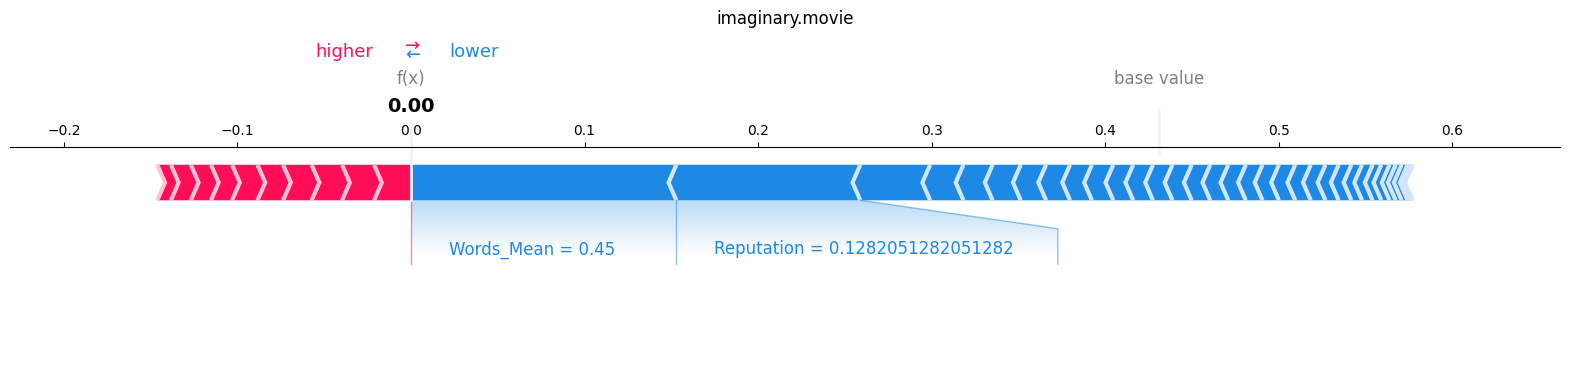 imaginary.movie
higher ⇄ lower
f(x) base value
0.00
−0.2 −0.1 0.0 0.1 0.2 0.3 0.4 0.5 0.6
Words_Mean = 0.45 Reputation = 0.1282051282051282